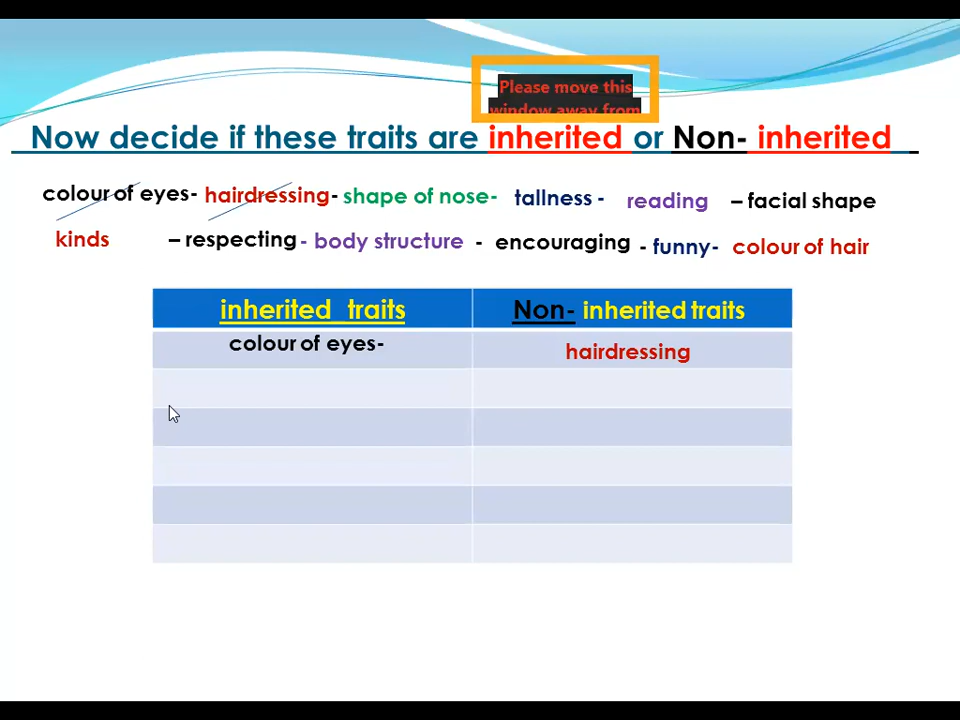 Please move this
window away from
Now decide if these traits are inherited or Non- inherited
colour of eyes- hairdressing- shape of nose- tallness - reading – facial shape
kinds – respecting - body structure - encouraging - funny- colour of hair
inherited traits Non- inherited traits
colour of eyes- hairdressing